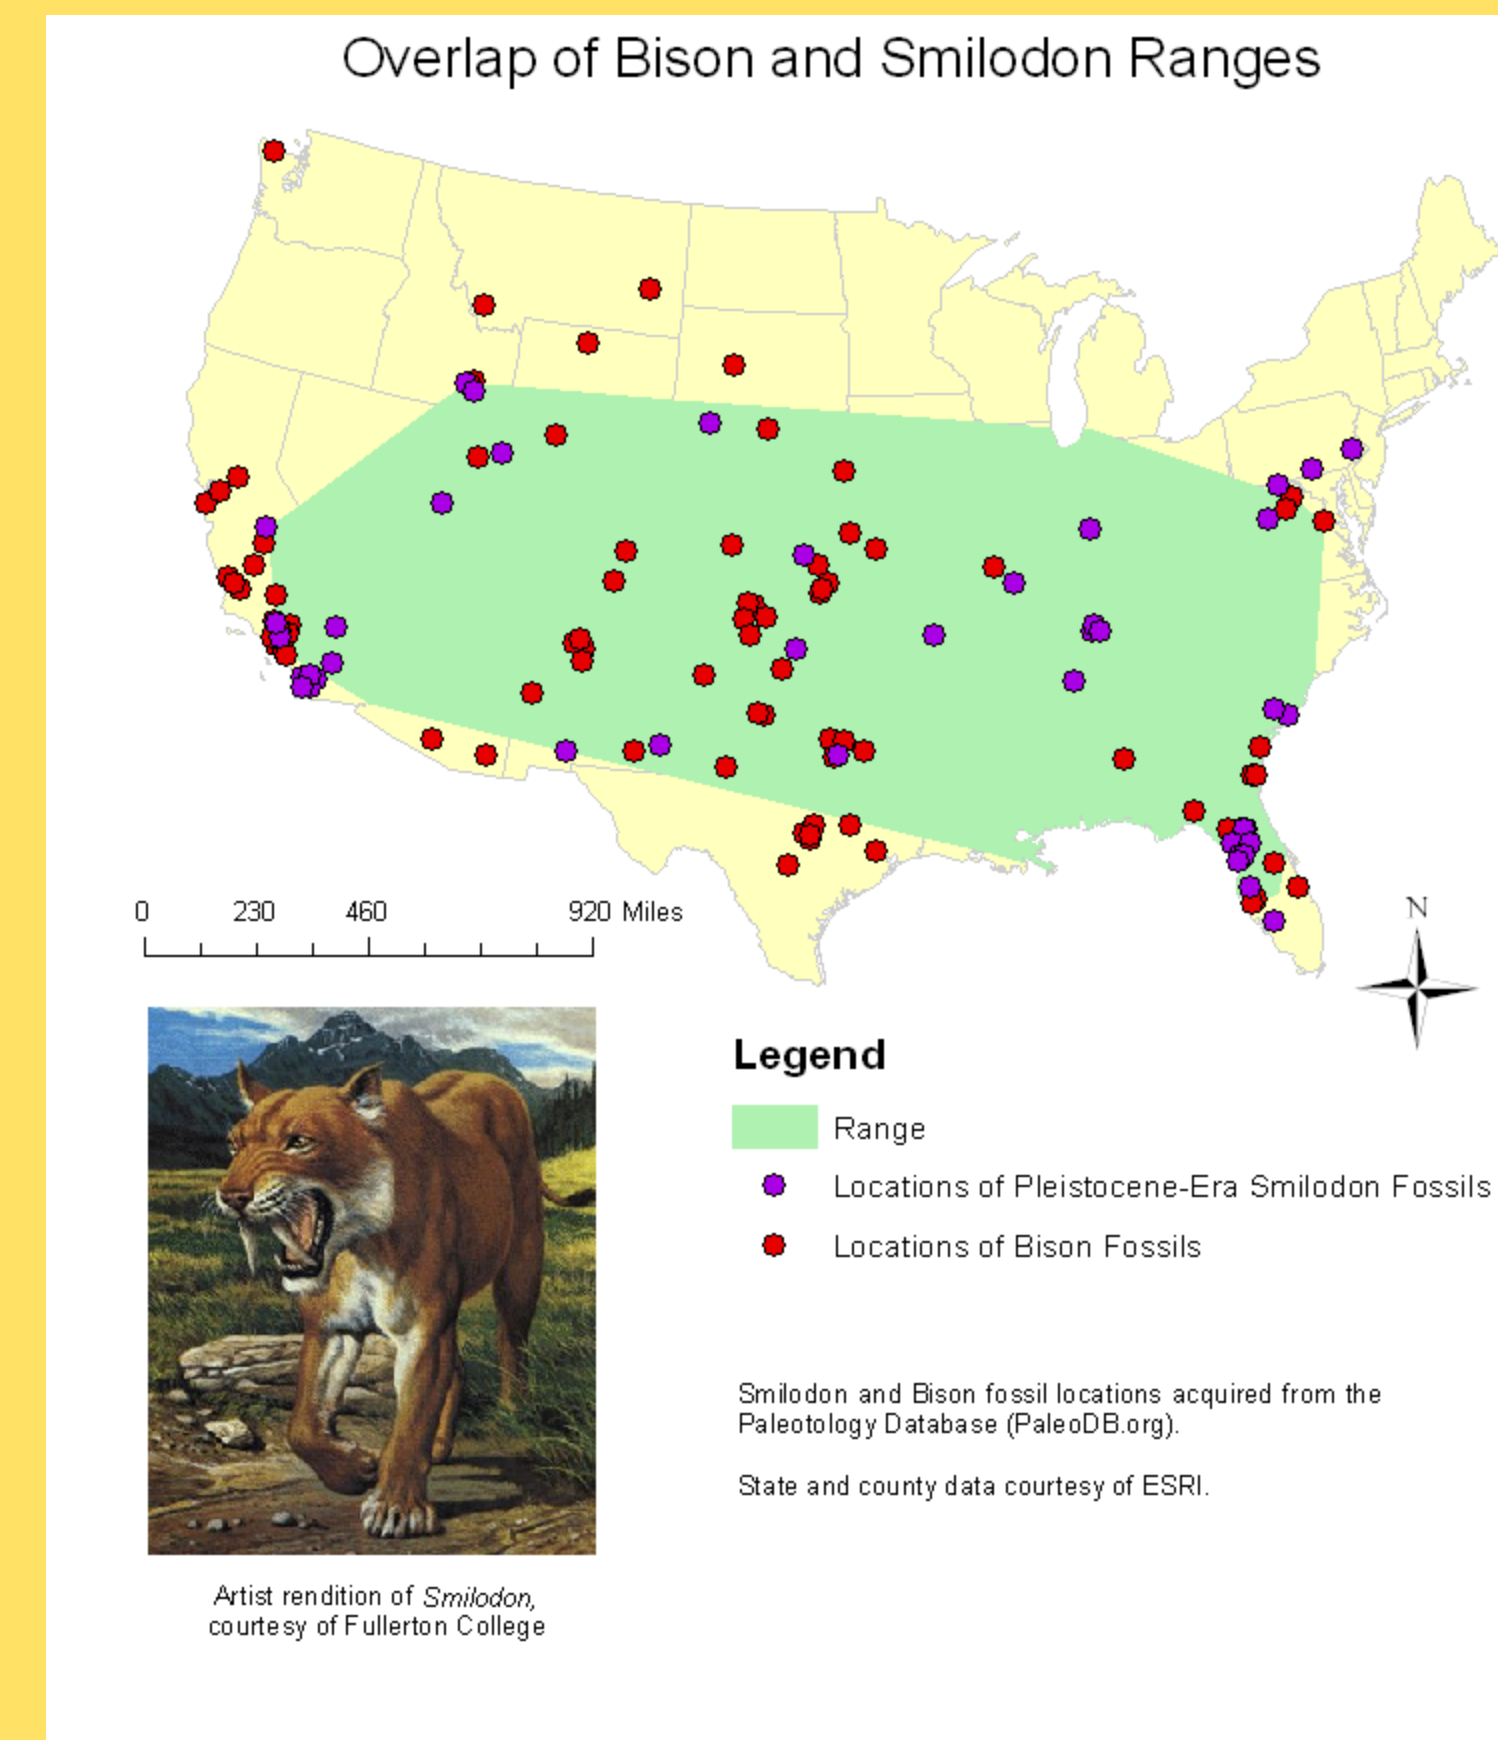 Overlap of Bison and Smilodon Ranges
0 230 460 920 Miles
N
Legend
Range
Locations of Pleistocene-Era Smilodon Fossils
Locations of Bison Fossils
Smilodon and Bison fossil locations acquired from the
Paleotology Database (PaleoDB.org).
State and county data courtesy of ESRI.
Artist rendition of Smilodon,
courtesy of Fullerton College